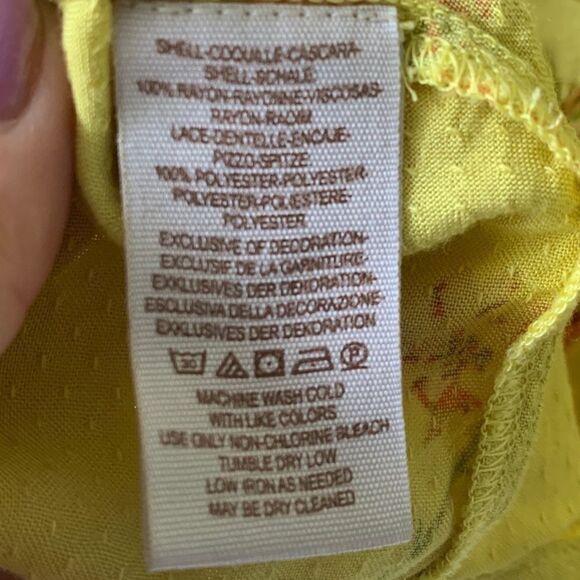 SHELL-COQUILLE-CASCARA-
SHELL-SCHALE
100% RAYON-RAYONNE-VISCOSAS-
RAYON-RACIM
LACE-DENTELLE-ENCAJE-
PIZZO-SPITZE
100% POLYESTER-POLYESTER-
POLYESTER-POLIESTERE-
POLYESTER
EXCLUSIVE OF DECORATION-
EXCLUSIF DE LA GARNITURE-
EXKLUSIVES DER DEKORATION-
ESCLUSIVA DELLA DECORAZIONE-
EXKLUSIVES DER DEKORATION
30 P
MACHINE WASH COLD
WITH LIKE COLORS
USE ONLY NON-CHLORINE BLEACH
TUMBLE DRY LOW
LOW IRON AS NEEDED
MAY BE DRY CLEANED